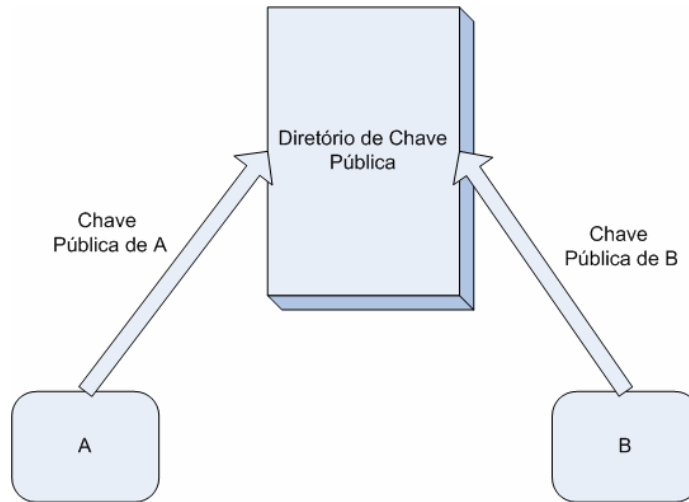 Diretório de Chave
Pública
Chave
Pública de A
Chave
Pública de B
A
B